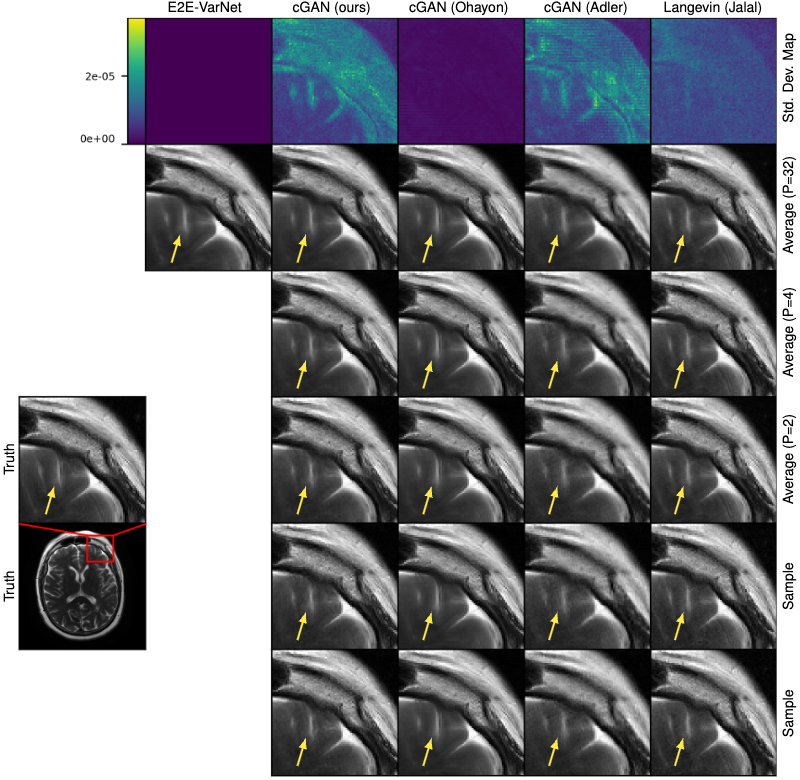 E2E-VarNet
cGAN (ours)
cGAN (Ohayon)
cGAN (Adler)
Langevin (Jalal)
2e-05
0e+00
Std. Dev. Map
Average (P=32)
Average (P=4)
Truth
Average (P=2)
Truth
Sample
Sample